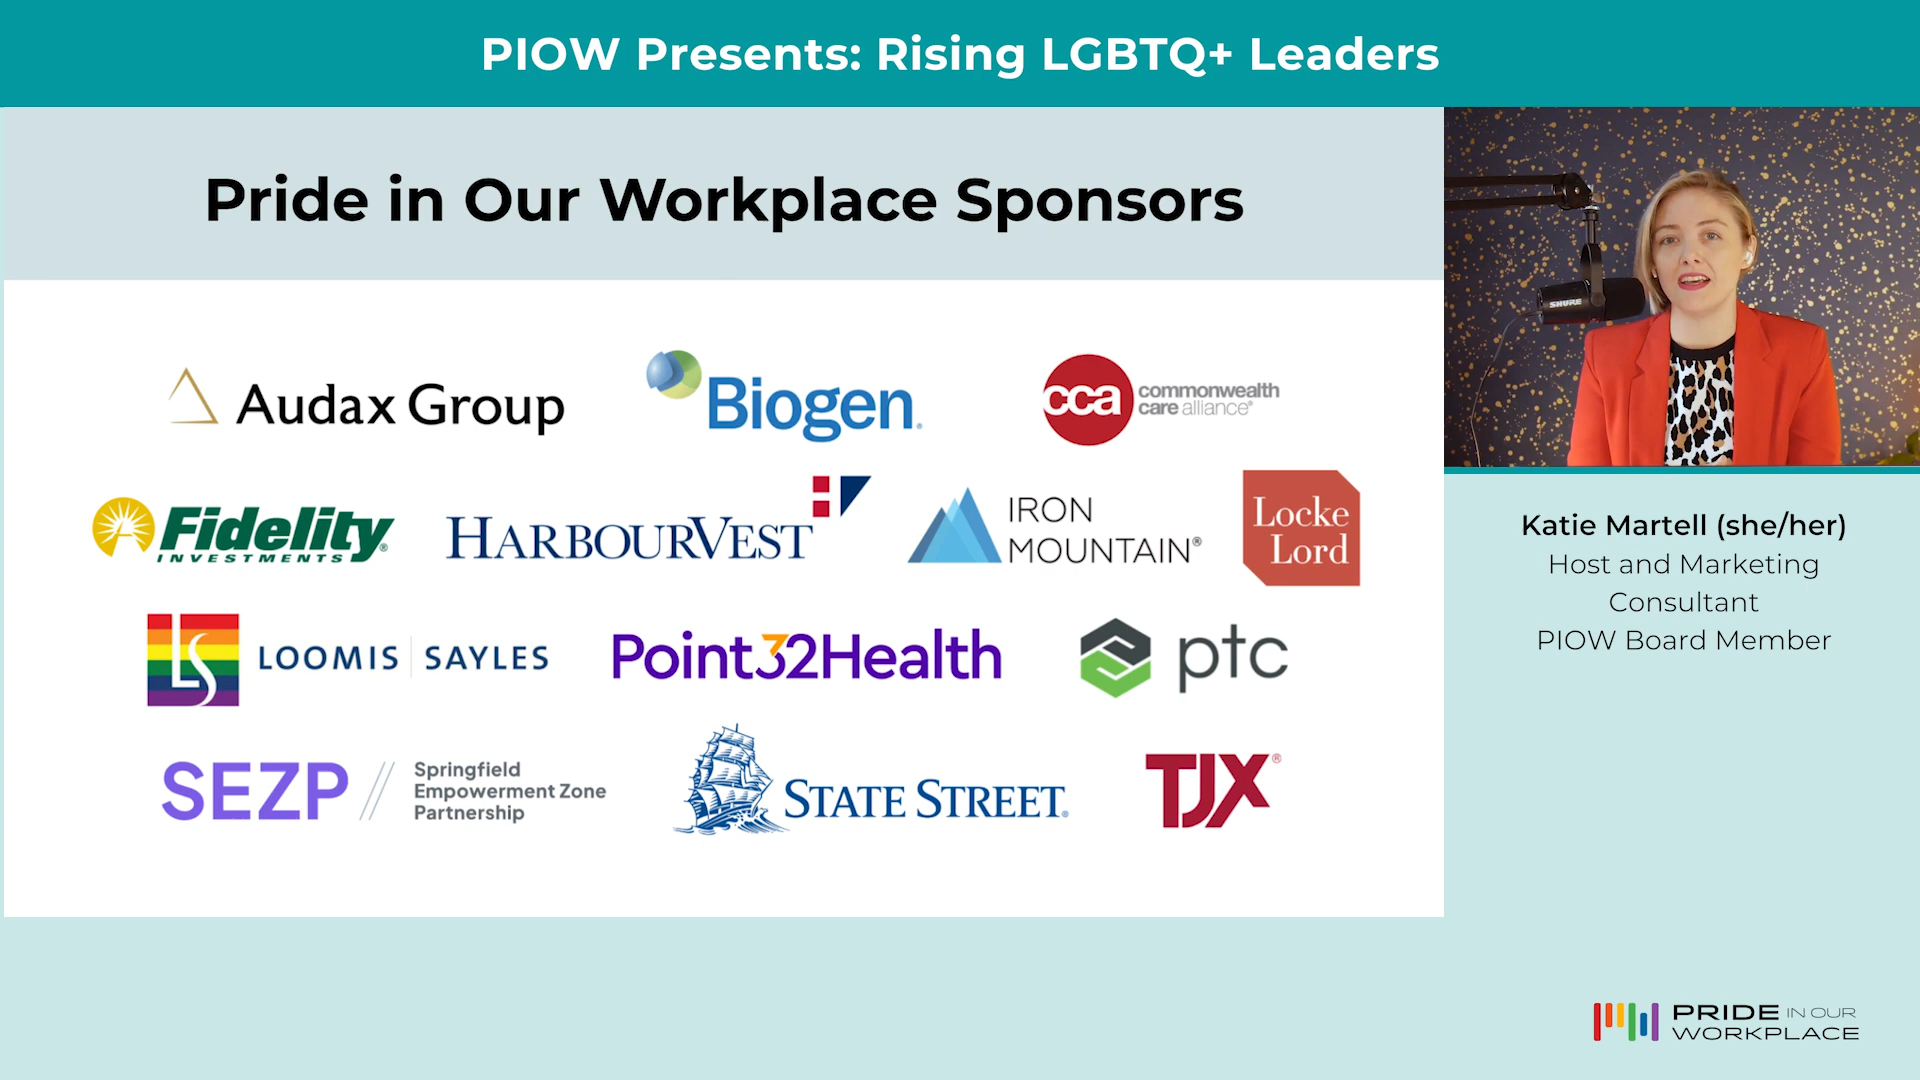 PIOW Presents: Rising LGBTQ+ Leaders
Pride in Our Workplace Sponsors
Audax Group
Biogen.
cca commonwealth
care alliance®
Fidelity®
INVESTMENTS
HARBOURVEST
IRON
MOUNTAIN®
Locke
Lord
LS LOOMIS | SAYLES
Point32Health
ptc
SEZP // Springfield
Empowerment Zone
Partnership
STATE STREET®
TJX®
SHURE
Katie Martell (she/her)
Host and Marketing
Consultant
PIOW Board Member
PRIDE IN OUR
WORKPLACE